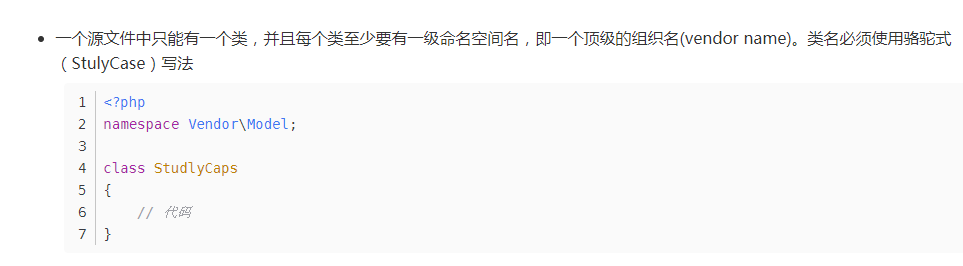 • 一个源文件中只能有一个类，并且每个类至少要有一级命名空间名，即一个顶级的组织名(vendor name)。类名必须使用骆驼式
（StulyCase）写法
1 <?php
2 namespace Vendor\Model;
3
4 class StudlyCaps
5 {
6     // 代码
7 }